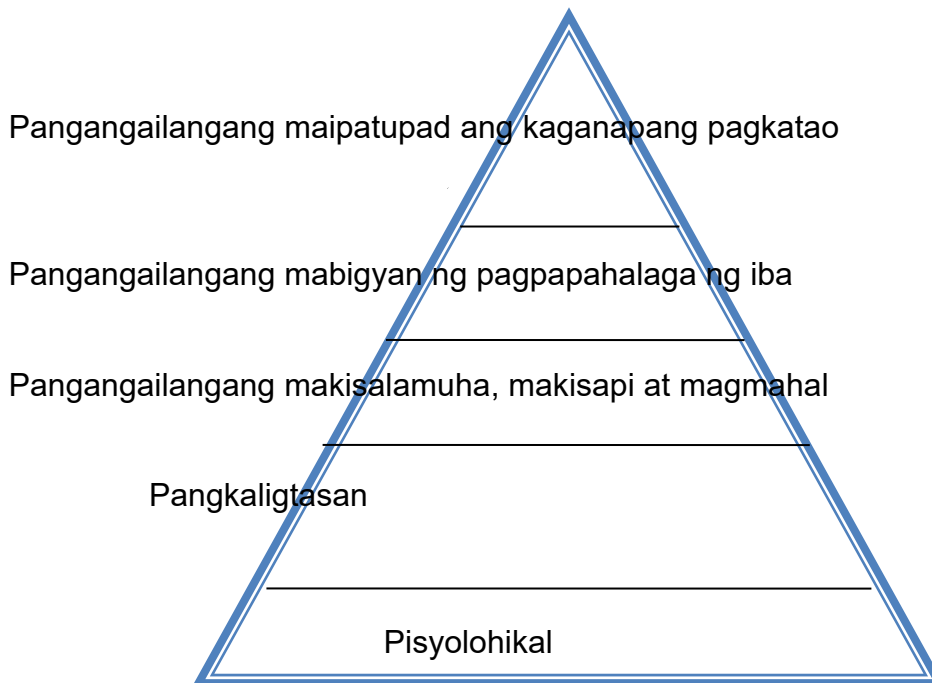 Pangangailangang maipatupad ang kaganapang pagkatao
Pangangailangang mabigyan ng pagpapahalaga ng iba
Pangangailangang makisalamuha, makisapi at magmahal
Pangkaligtasan
Pisyolohikal